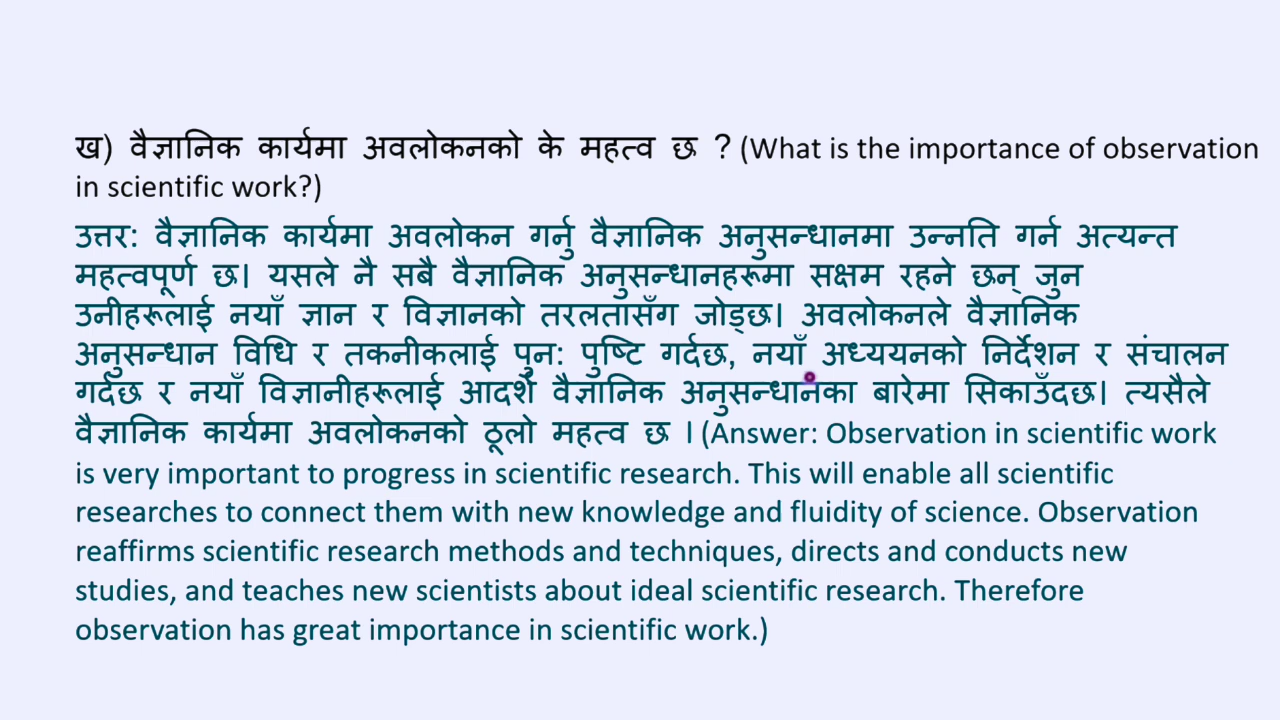 ख) वैज्ञानिक कार्यमा अवलोकनको के महत्व छ ? (What is the importance of observation
in scientific work?)
उत्तर: वैज्ञानिक कार्यमा अवलोकन गर्नु वैज्ञानिक अनुसन्धानमा उन्नति गर्न अत्यन्त
महत्वपूर्ण छ। यसले नै सबै वैज्ञानिक अनुसन्धानहरूमा सक्षम रहने छन् जुन
उनीहरूलाई नयाँ ज्ञान र विज्ञानको तरलतासँग जोड्छ। अवलोकनले वैज्ञानिक
अनुसन्धान विधि र तकनीकलाई पुन: पुष्टि गर्दछ, नयाँ अध्ययनको निर्देशन र संचालन
गर्दछ र नयाँ विज्ञानीहरूलाई आदर्श वैज्ञानिक अनुसन्धानका बारेमा सिकाउँदछ। त्यसैले
वैज्ञानिक कार्यमा अवलोकनको ठूलो महत्व छ । (Answer: Observation in scientific work
is very important to progress in scientific research. This will enable all scientific
researches to connect them with new knowledge and fluidity of science. Observation
reaffirms scientific research methods and techniques, directs and conducts new
studies, and teaches new scientists about ideal scientific research. Therefore
observation has great importance in scientific work.)